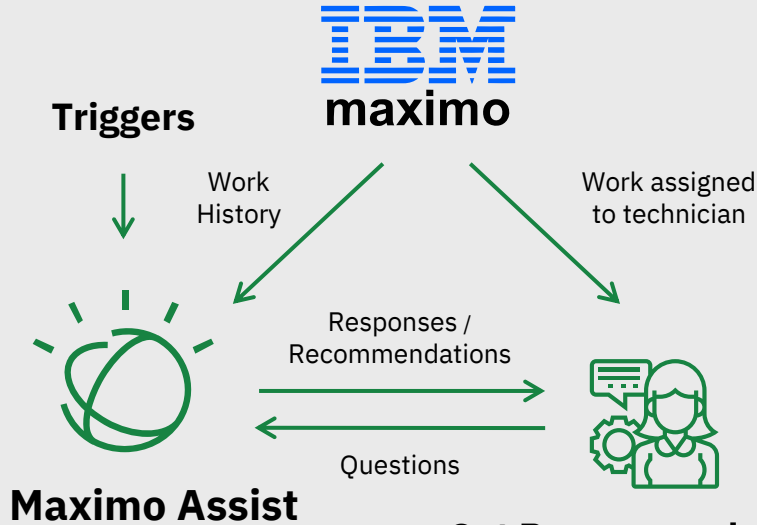 IBM
maximo
Triggers
Work
History
Work assigned
to technician
Responses /
Recommendations
Questions
Maximo Assist